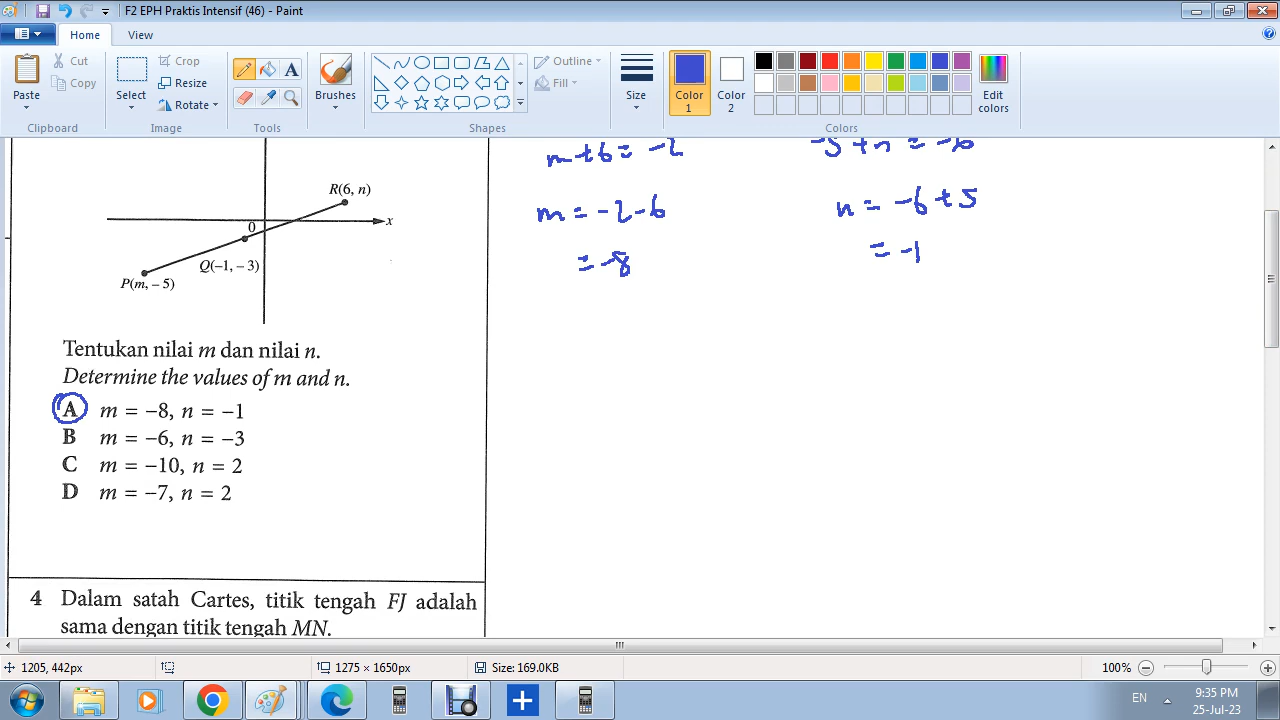 F2 EPH Praktis Intensif (46) - Paint
Home View
Paste
Cut
Copy
Clipboard
Select
Crop
Resize
Rotate
Image
Tools
Brushes
Outline
Fill
Shapes
Size
Color 1
Color 2
Edit colors
Colors
R(6, n)
x
0
Q(−1, −3)
P(m, −5)
Tentukan nilai m dan nilai n.
Determine the values of m and n.
A m = −8, n = −1
B m = −6, n = −3
C m = −10, n = 2
D m = −7, n = 2
4 Dalam satah Cartes, titik tengah FJ adalah
sama dengan titik tengah MN.
m+6 = -2
m = -2-6
= -8
-5 + n = -6
n = -6 + 5
= -1
1205, 442px
1275 × 1650px
Size: 169.0KB
100%
EN
9:35 PM
25-Jul-23